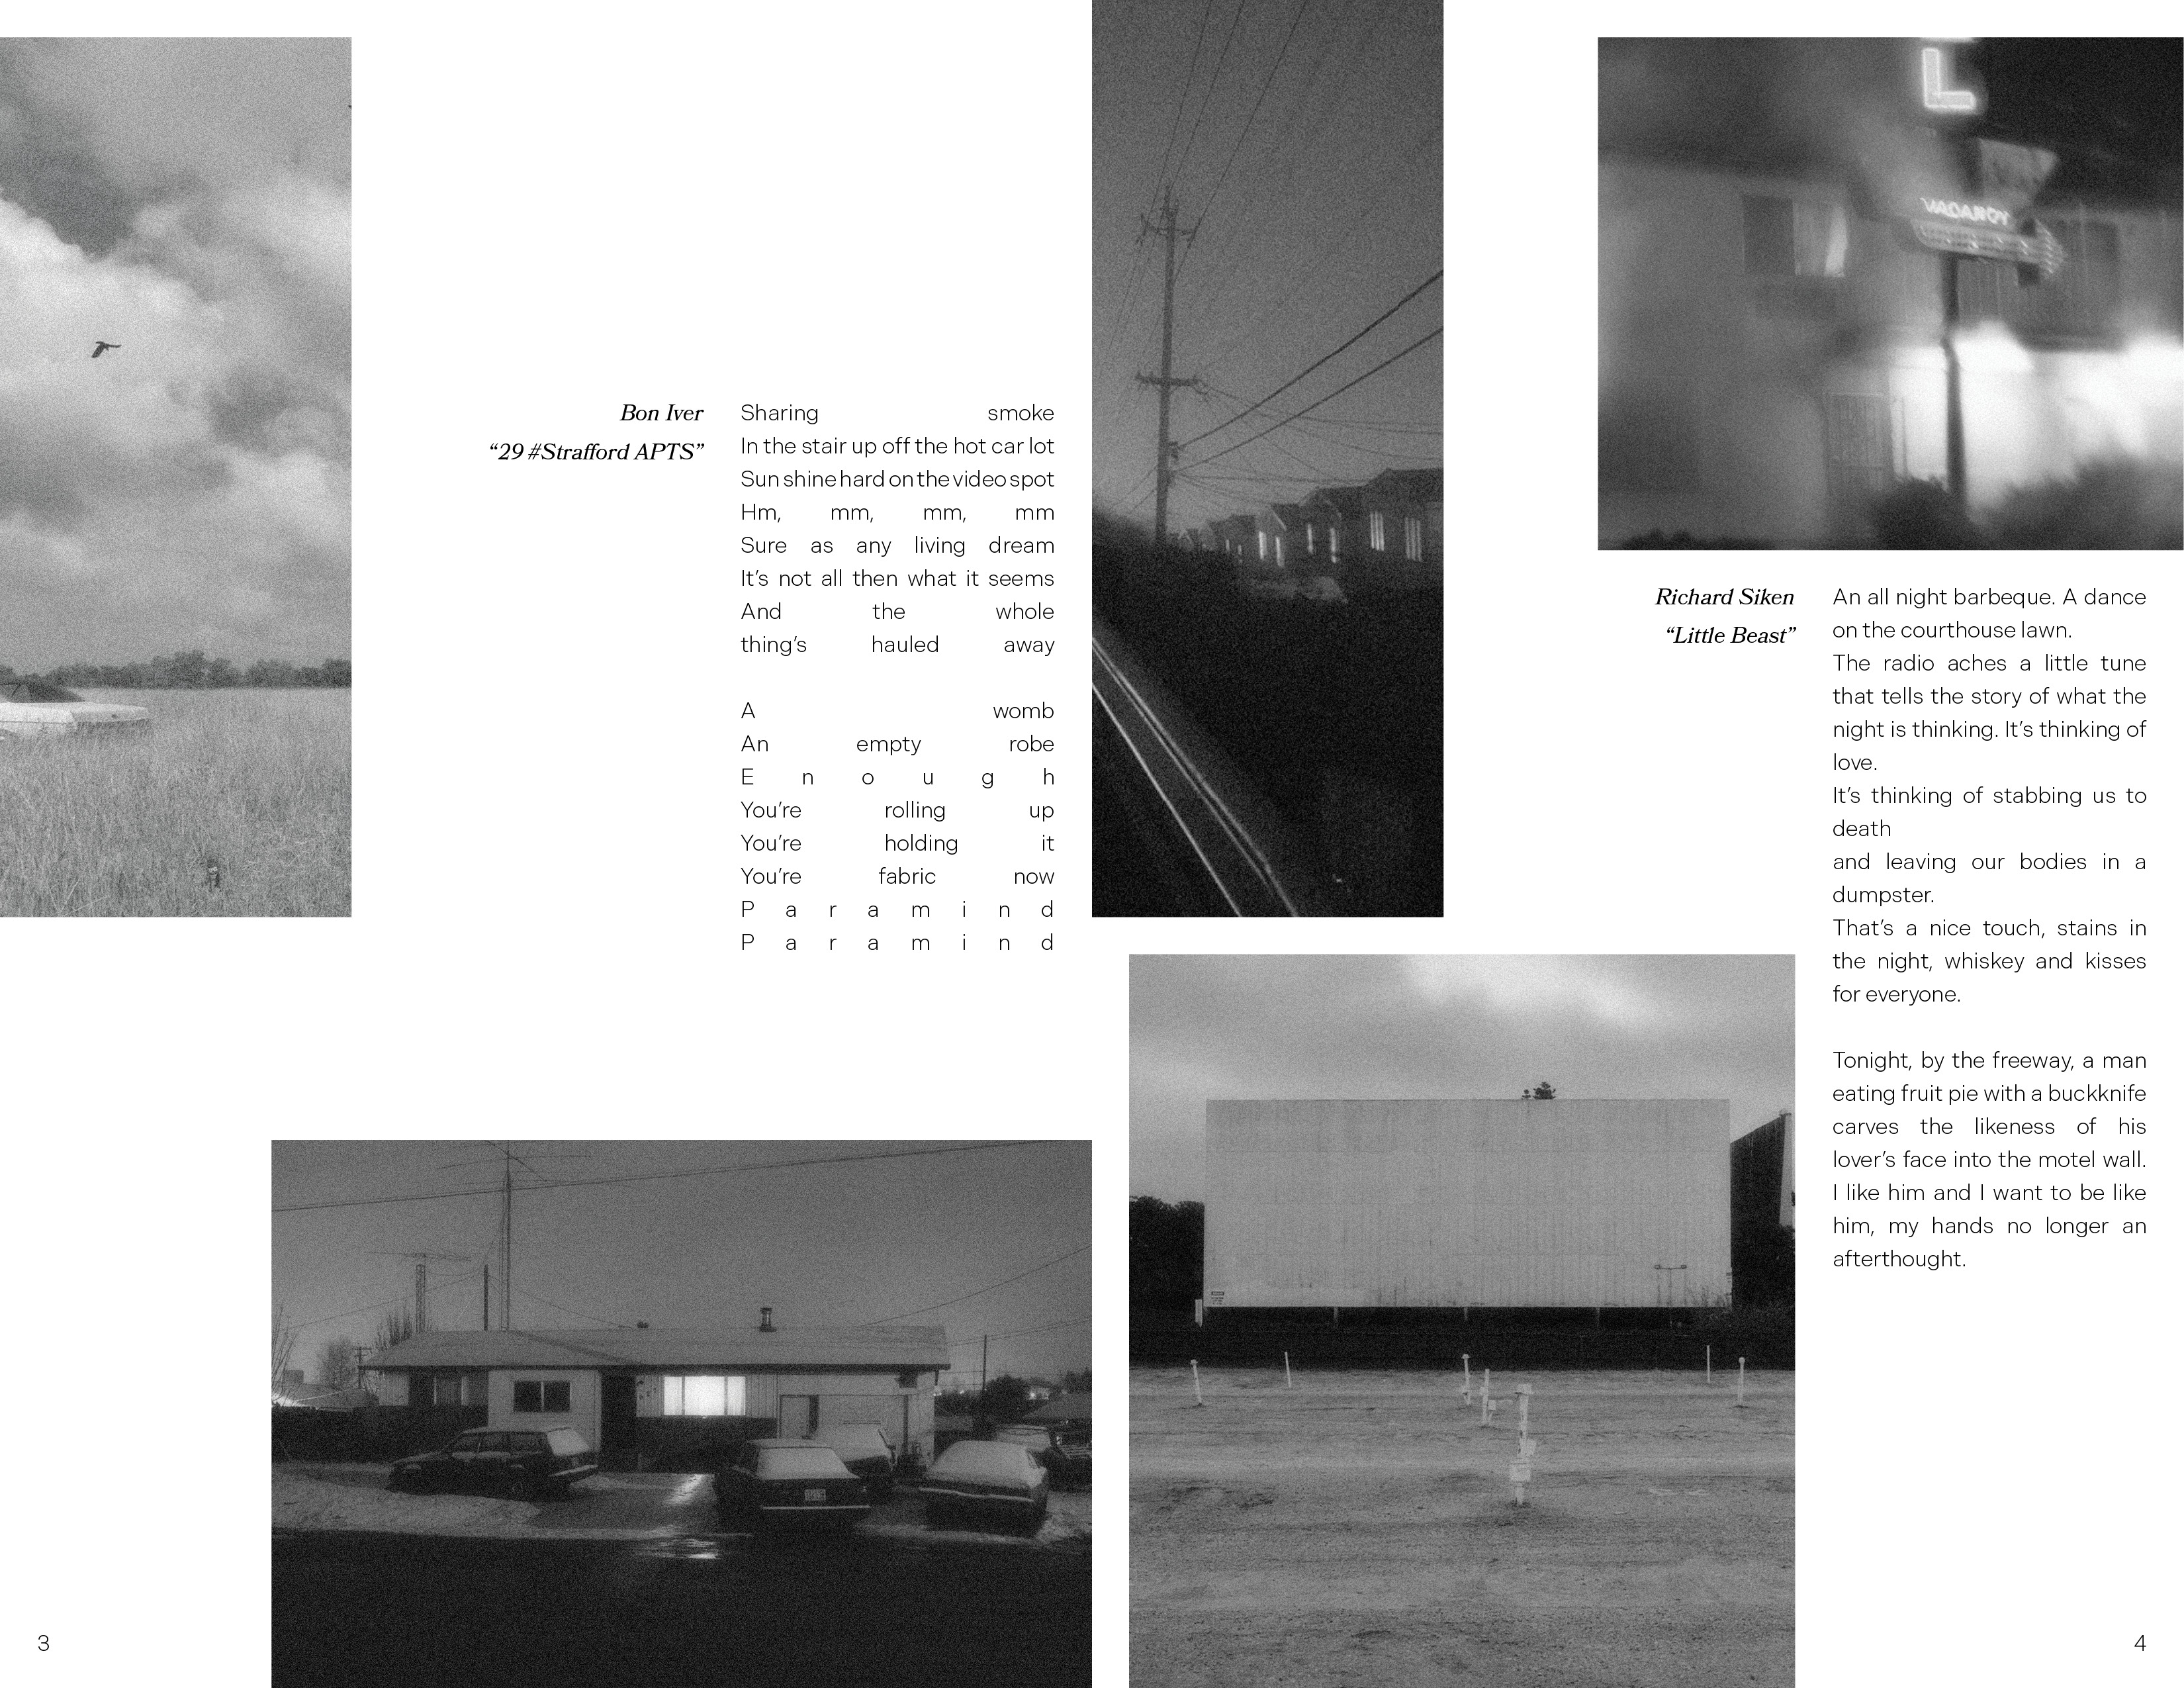 Bon Iver
“29 #Strafford APTS”
Sharing smoke
In the stair up off the hot car lot
Sun shine hard on the video spot
Hm, mm, mm, mm
Sure as any living dream
It’s not all then what it seems
And the whole
thing’s hauled away
A womb
An empty robe
E n o u g h
You’re rolling up
You’re holding it
You’re fabric now
P a r a m i n d
P a r a m i n d
3
L
VACANCY
Richard Siken
“Little Beast”
An all night barbeque. A dance
on the courthouse lawn.
The radio aches a little tune
that tells the story of what the
night is thinking. It’s thinking of
love.
It’s thinking of stabbing us to
death
and leaving our bodies in a
dumpster.
That’s a nice touch, stains in
the night, whiskey and kisses
for everyone.
Tonight, by the freeway, a man
eating fruit pie with a buckknife
carves the likeness of his
lover’s face into the motel wall.
I like him and I want to be like
him, my hands no longer an
afterthought.
4